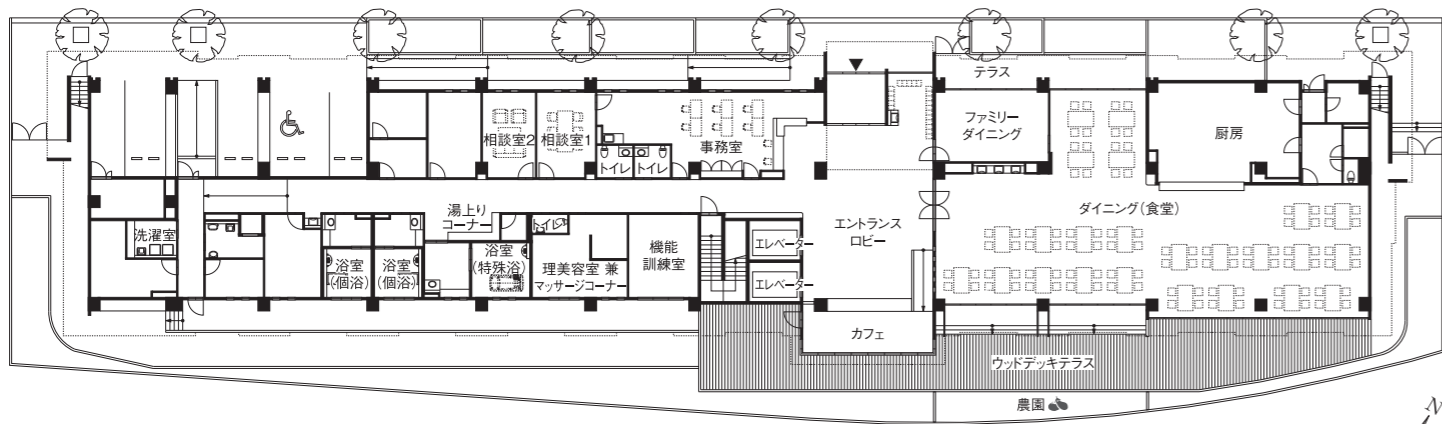 テラス
ファミリー
ダイニング
厨房
相談室2
相談室1
事務室
トイレ
トイレ
ダイニング(食堂)
湯上り
コーナー
エントランス
ロビー
洗濯室
トイレ
浴室
(個浴)
浴室
(個浴)
浴室
(特殊浴)
理美容室 兼
マッサージコーナー
機能
訓練室
エレベーター
エレベーター
カフェ
ウッドデッキテラス
農園
N